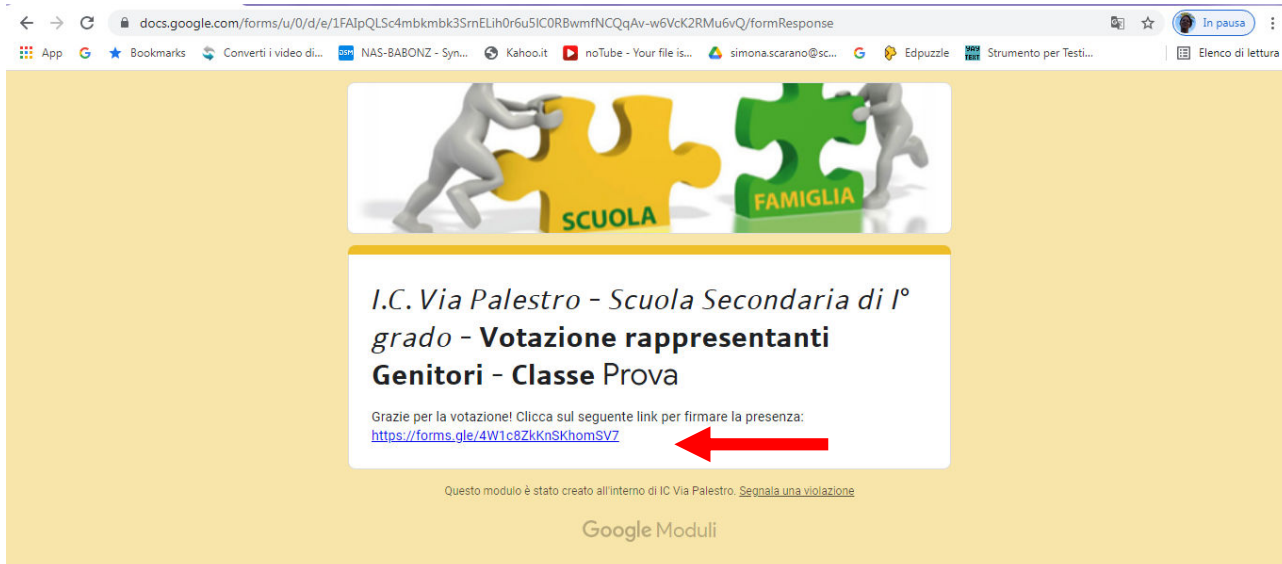 docs.google.com/forms/u/0/d/e/1FAIpQLSc4mbkmbk3SrnELih0r6u5lC0RBwmfNCQqAv-w6VcK2RMu6vQ/formResponse
In pausa
App
Bookmarks
Converti i video di...
NAS-BABONZ - Syn...
Kahoo.it
noTube - Your file is...
simona.scarano@sc...
Edpuzzle
Strumento per Testi...
Elenco di lettura
SCUOLA
FAMIGLIA
I.C. Via Palestro - Scuola Secondaria di I°
grado - Votazione rappresentanti
Genitori - Classe Prova
Grazie per la votazione! Clicca sul seguente link per firmare la presenza:
https://forms.gle/4W1c8ZkKnSKhomSV7
Questo modulo è stato creato all'interno di IC Via Palestro. Segnala una violazione
Google Moduli